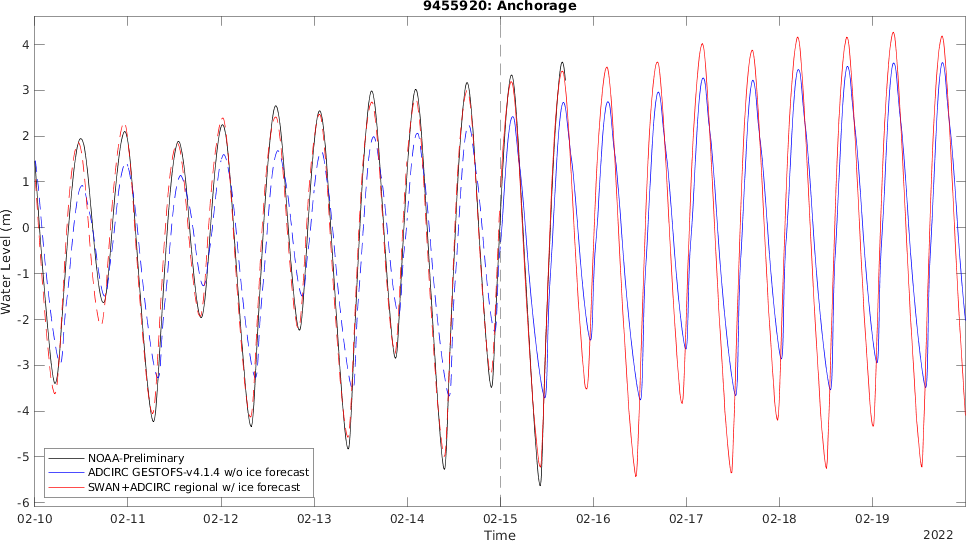 9455920: Anchorage
Water Level (m)
4
3
2
1
0
-1
-2
-3
-4
-5
-6
NOAA-Preliminary
ADCIRC GESTOFS-v4.1.4 w/o ice forecast
SWAN+ADCIRC regional w/ ice forecast
02-10 02-11 02-12 02-13 02-14 02-15 02-16 02-17 02-18 02-19
Time
2022